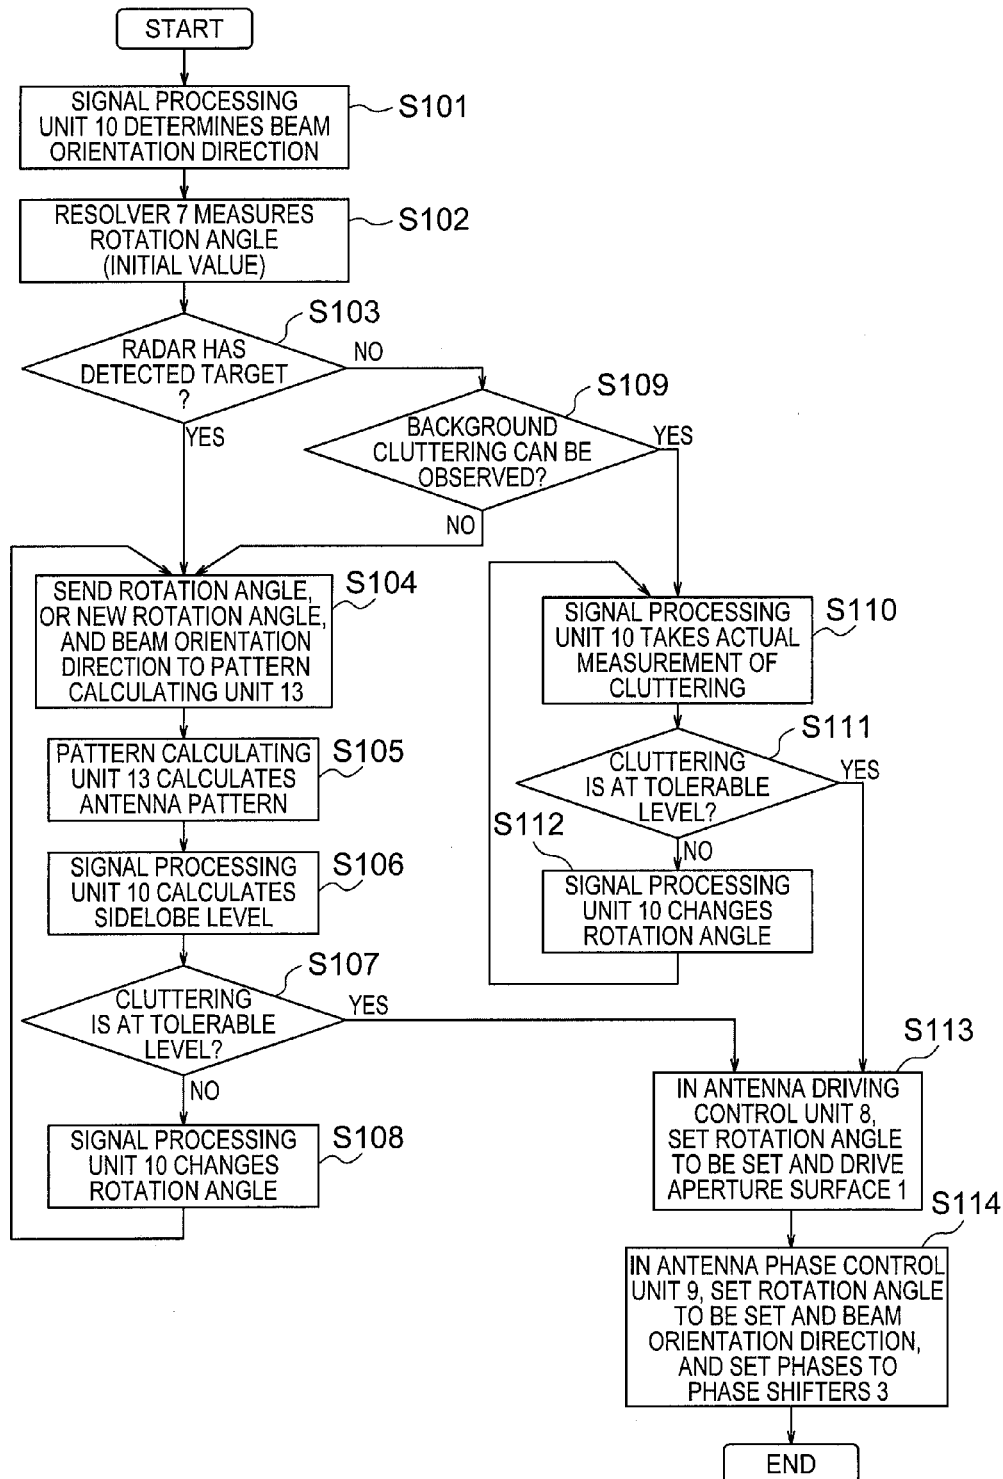 START
SIGNAL PROCESSING
UNIT 10 DETERMINES BEAM
ORIENTATION DIRECTION
S101
RESOLVER 7 MEASURES
ROTATION ANGLE
(INITIAL VALUE)
S102
S103
RADAR HAS
DETECTED TARGET
?
NO
YES
S109
BACKGROUND
CLUTTERING CAN BE
OBSERVED?
YES
NO
SEND ROTATION ANGLE,
OR NEW ROTATION ANGLE,
AND BEAM ORIENTATION
DIRECTION TO PATTERN
CALCULATING UNIT 13
S104
PATTERN CALCULATING
UNIT 13 CALCULATES
ANTENNA PATTERN
S105
SIGNAL PROCESSING
UNIT 10 CALCULATES
SIDELOBE LEVEL
S106
S107
CLUTTERING
IS AT TOLERABLE
LEVEL?
YES
NO
SIGNAL PROCESSING
UNIT 10 CHANGES
ROTATION ANGLE
S108
SIGNAL PROCESSING
UNIT 10 TAKES ACTUAL
MEASUREMENT OF
CLUTTERING
S110
S111
CLUTTERING
IS AT TOLERABLE
LEVEL?
YES
NO
S112
SIGNAL PROCESSING
UNIT 10 CHANGES
ROTATION ANGLE
S113
IN ANTENNA DRIVING
CONTROL UNIT 8,
SET ROTATION ANGLE
TO BE SET AND DRIVE
APERTURE SURFACE 1
S114
IN ANTENNA PHASE CONTROL
UNIT 9, SET ROTATION ANGLE
TO BE SET AND BEAM
ORIENTATION DIRECTION,
AND SET PHASES TO
PHASE SHIFTERS 3
END